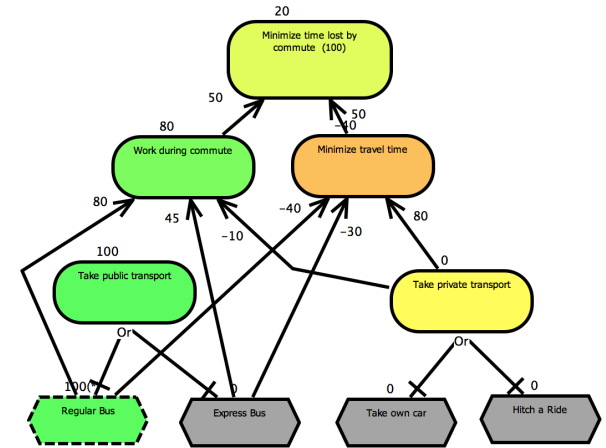 20
Minimize time lost by
commute (100)
50
50
-40
80
Work during commute
Minimize travel time
80
45
-10
-40
-30
80
100
0
Take public transport
Take private transport
Or
Or
100(*
0
0
0
Regular Bus
Express Bus
Take own car
Hitch a Ride